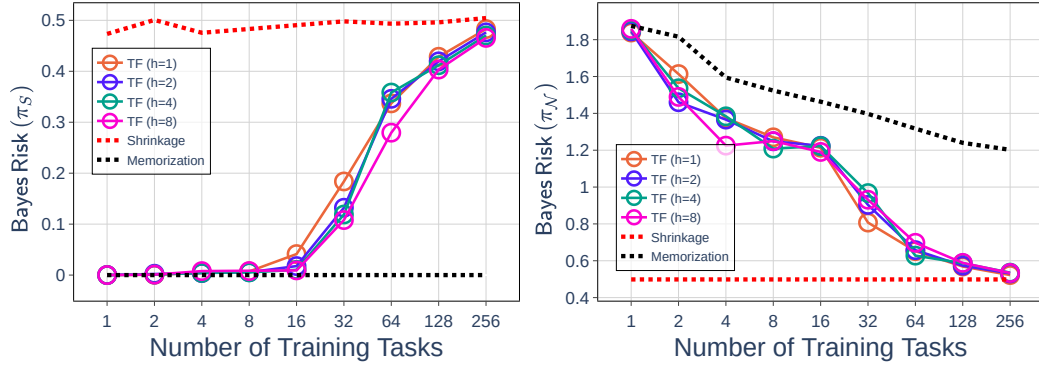 Bayes Risk (π_S)
0.5
0.4
0.3
0.2
0.1
0
TF (h=1)
TF (h=2)
TF (h=4)
TF (h=8)
Shrinkage
Memorization
1 2 4 8 16 32 64 128 256
Number of Training Tasks
Bayes Risk (π_N)
1.8
1.6
1.4
1.2
1
0.8
0.6
0.4
TF (h=1)
TF (h=2)
TF (h=4)
TF (h=8)
Shrinkage
Memorization
1 2 4 8 16 32 64 128 256
Number of Training Tasks